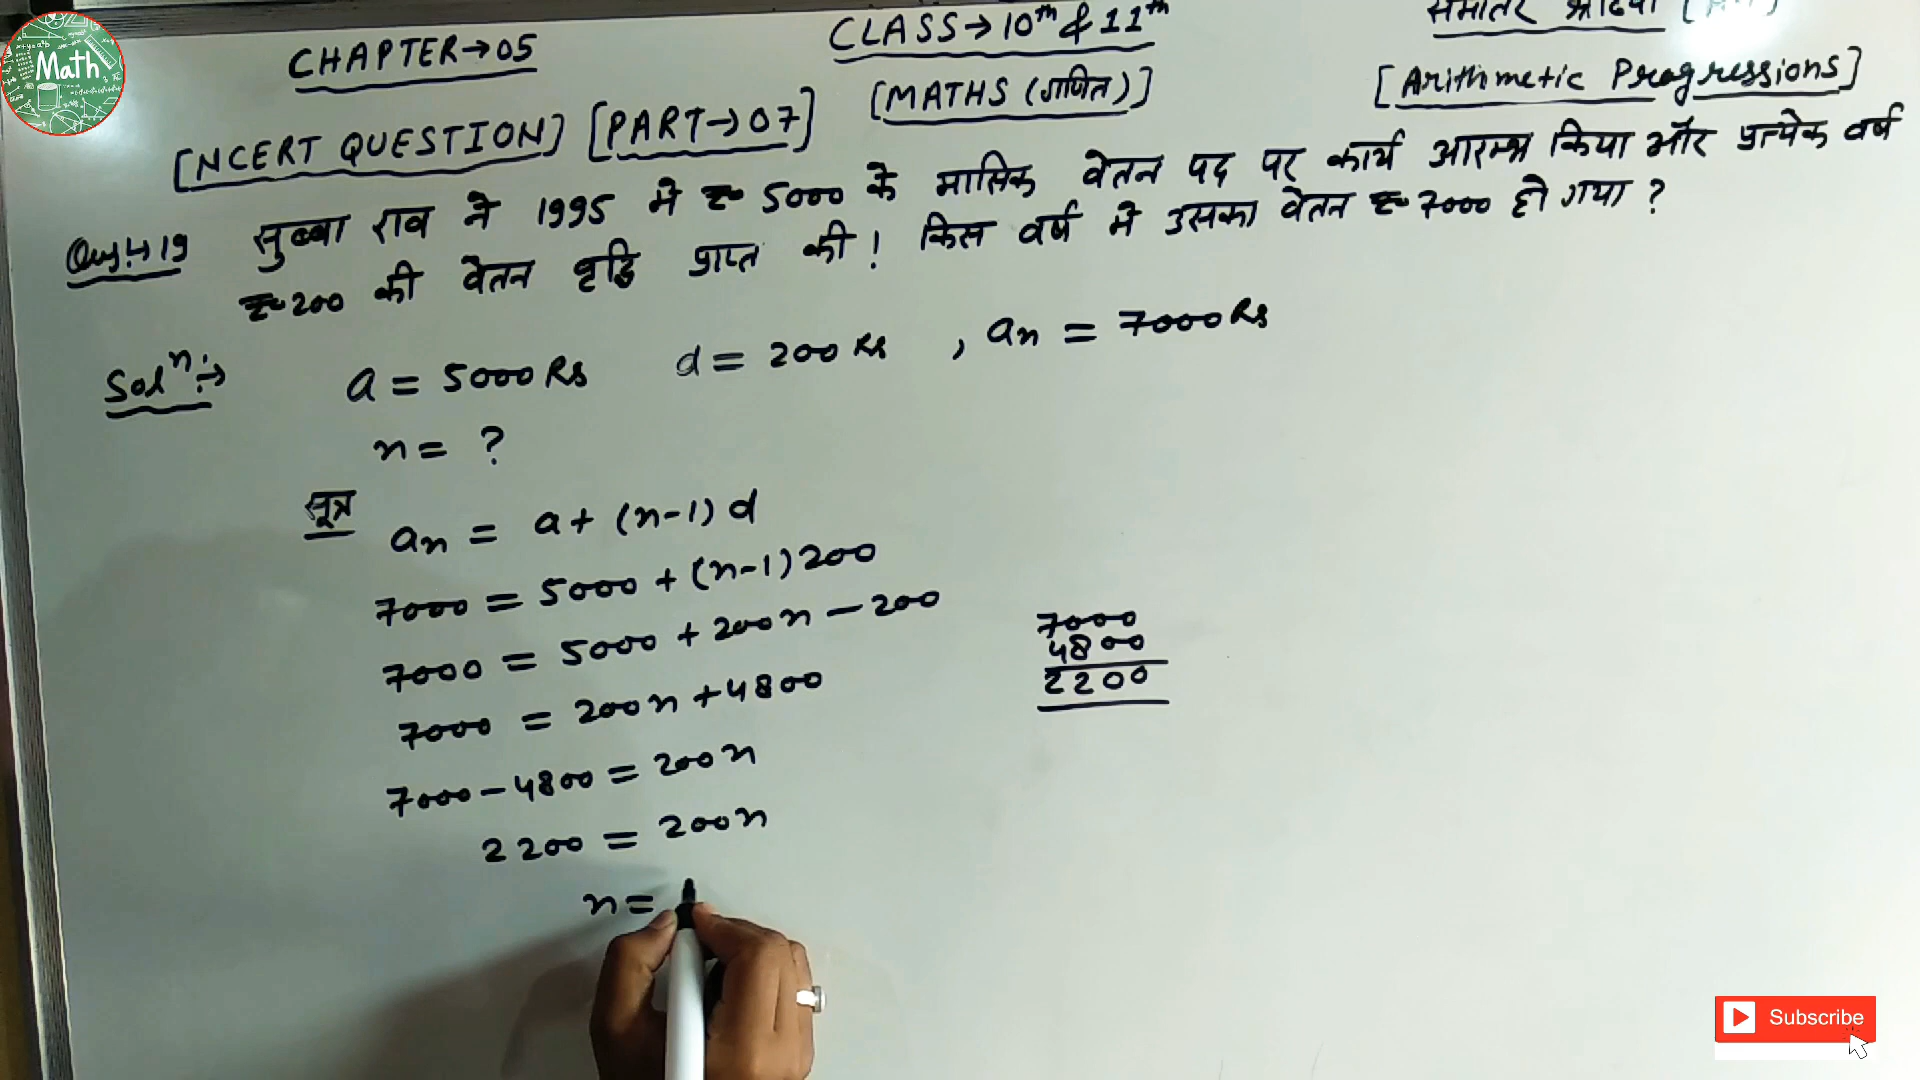 Math
CHAPTER→05
CLASS→10th & 11th
समांतर
[NCERT QUESTION] [PART→07]
[MATHS (गणित)]
[Arithmetic Progressions]
Ques:→19 सुब्बा राव ने 1995 में ₹ 5000 के मासिक वेतन पद पर कार्य आरम्भ किया और प्रत्येक वर्ष
₹200 की वेतन वृद्धि प्राप्त की! किस वर्ष में उसका वेतन ₹ 7000 हो गया?
Solⁿ:→ a = 5000 Rs d = 200 Rs , an = 7000 Rs
n = ?
सूत्र an = a + (n-1) d
7000 = 5000 + (n-1) 200
7000 = 5000 + 200n - 200
7000 = 200n + 4800
7000 - 4800 = 200n
2200 = 200n
n =
7000
4800
2200
Subscribe